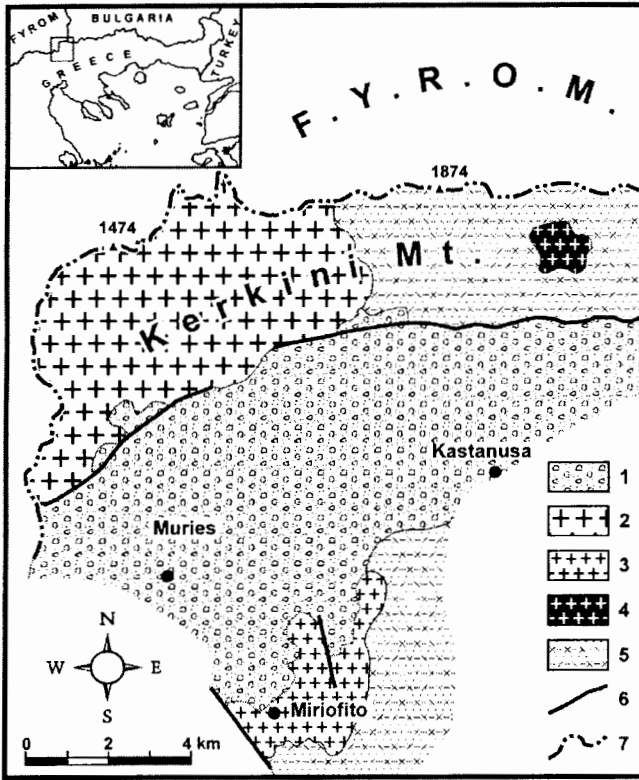 FYROM
BULGARIA
TURKEY
GREECE
F.Y.R.O.M.
1874
1474
Kerkini Mt.
Kastanusa
Muries
Miriofito
N
W E
S
0 2 4 km
1
2
3
4
5
6
7